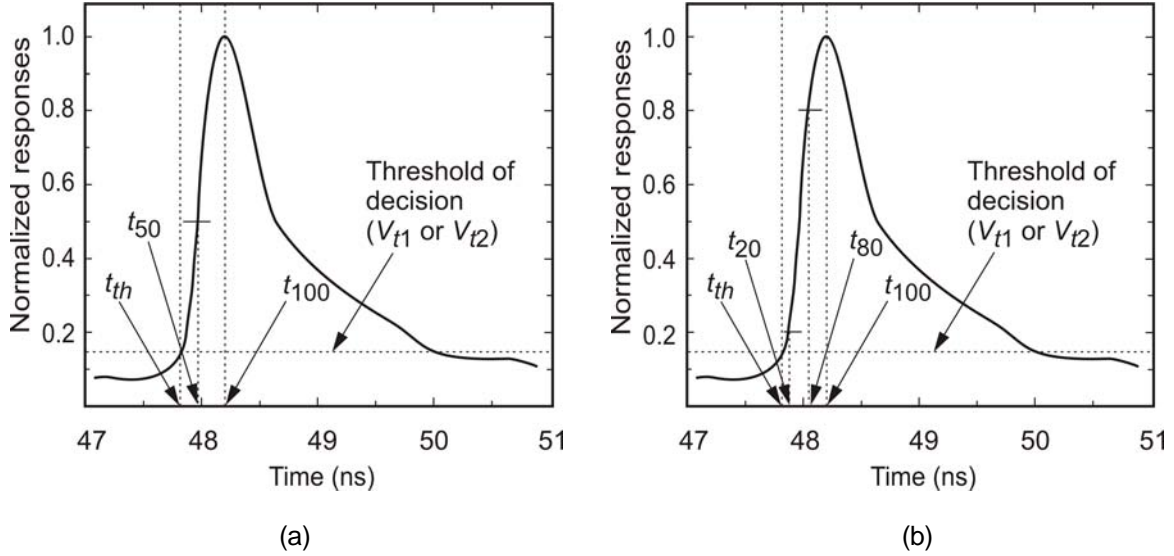 Normalized responses
1.0
0.8
0.6
0.4
0.2
Threshold of
decision
(Vt1 or Vt2)
t50
tth
t100
47
48
49
50
51
Time (ns)
(a)
Normalized responses
1.0
0.8
0.6
0.4
0.2
Threshold of
decision
(Vt1 or Vt2)
t20
t80
tth
t100
47
48
49
50
51
Time (ns)
(b)